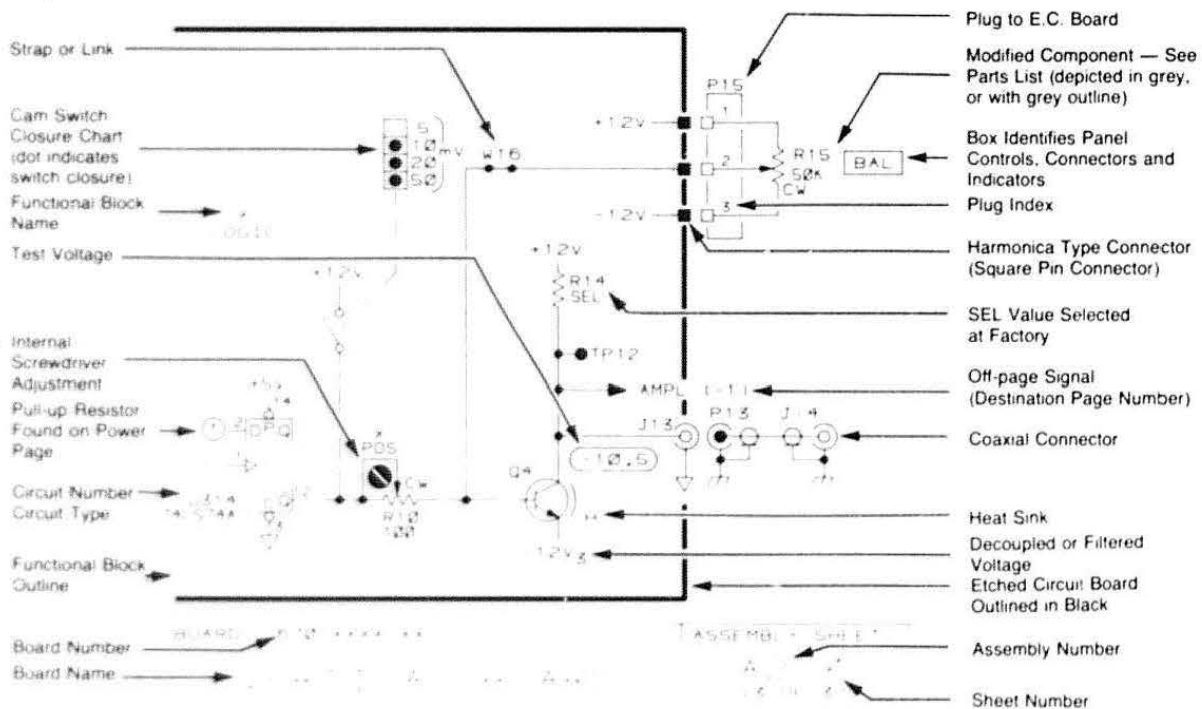 Strap or Link
Cam Switch
Closure Chart
(dot indicates
switch closure)
Functional Block
Name
Test Voltage
Internal
Screwdriver
Adjustment
Pull-up Resistor
Found on Power
Page
Circuit Number
Circuit Type
Functional Block
Outline
Board Number
Board Name
5
10
20
50
mV
W16
+12V
-12V
P15
1
2
3
R15
50K
CW
BAL
+12V
+12V
R14
SEL
TP12
AMPL
J13
P13
J14
-10.5
POS
CW
R10
100
Q4
+5V
BOARD
ASSEMBLY SHEET
Plug to E.C. Board
Modified Component — See
Parts List (depicted in grey,
or with grey outline)
Box Identifies Panel
Controls, Connectors and
Indicators
Plug Index
Harmonica Type Connector
(Square Pin Connector)
SEL Value Selected
at Factory
Off-page Signal
(Destination Page Number)
Coaxial Connector
Heat Sink
Decoupled or Filtered
Voltage
Etched Circuit Board
Outlined in Black
Assembly Number
Sheet Number